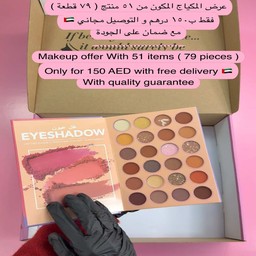 عرض المكياج المكون من ٥١ منتج ( ٧٩ قطعة )
فقط ب ١٥٠ درهم و التوصيل مجاني 🇦🇪
مع ضمان على الجودة
Makeup offer With 51 items ( 79 pieces )
Only for 150 AED with free delivery 🇦🇪
With quality guarantee
EYESHADOW